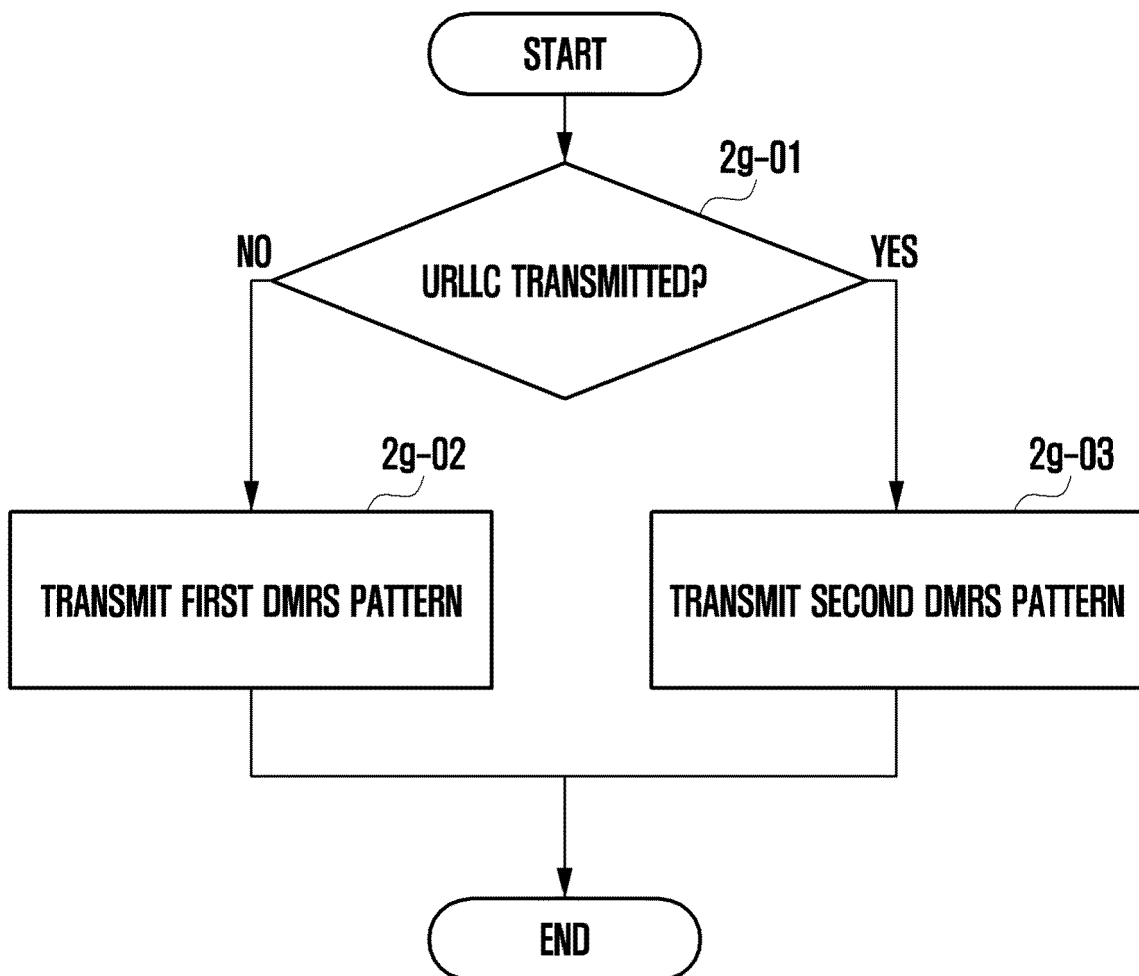 START
2g-01
NO
YES
URLLC TRANSMITTED?
2g-02
2g-03
TRANSMIT FIRST DMRS PATTERN
TRANSMIT SECOND DMRS PATTERN
END